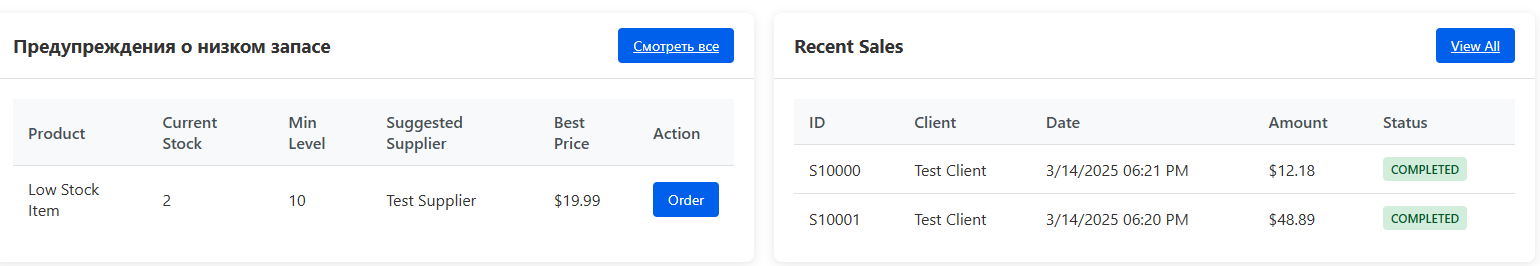 Предупреждения о низком запасе
Смотреть все
Product Current Stock Min Level Suggested Supplier Best Price Action
Low Stock Item 2 10 Test Supplier $19.99 Order
Recent Sales
View All
ID Client Date Amount Status
S10000 Test Client 3/14/2025 06:21 PM $12.18 COMPLETED
S10001 Test Client 3/14/2025 06:20 PM $48.89 COMPLETED